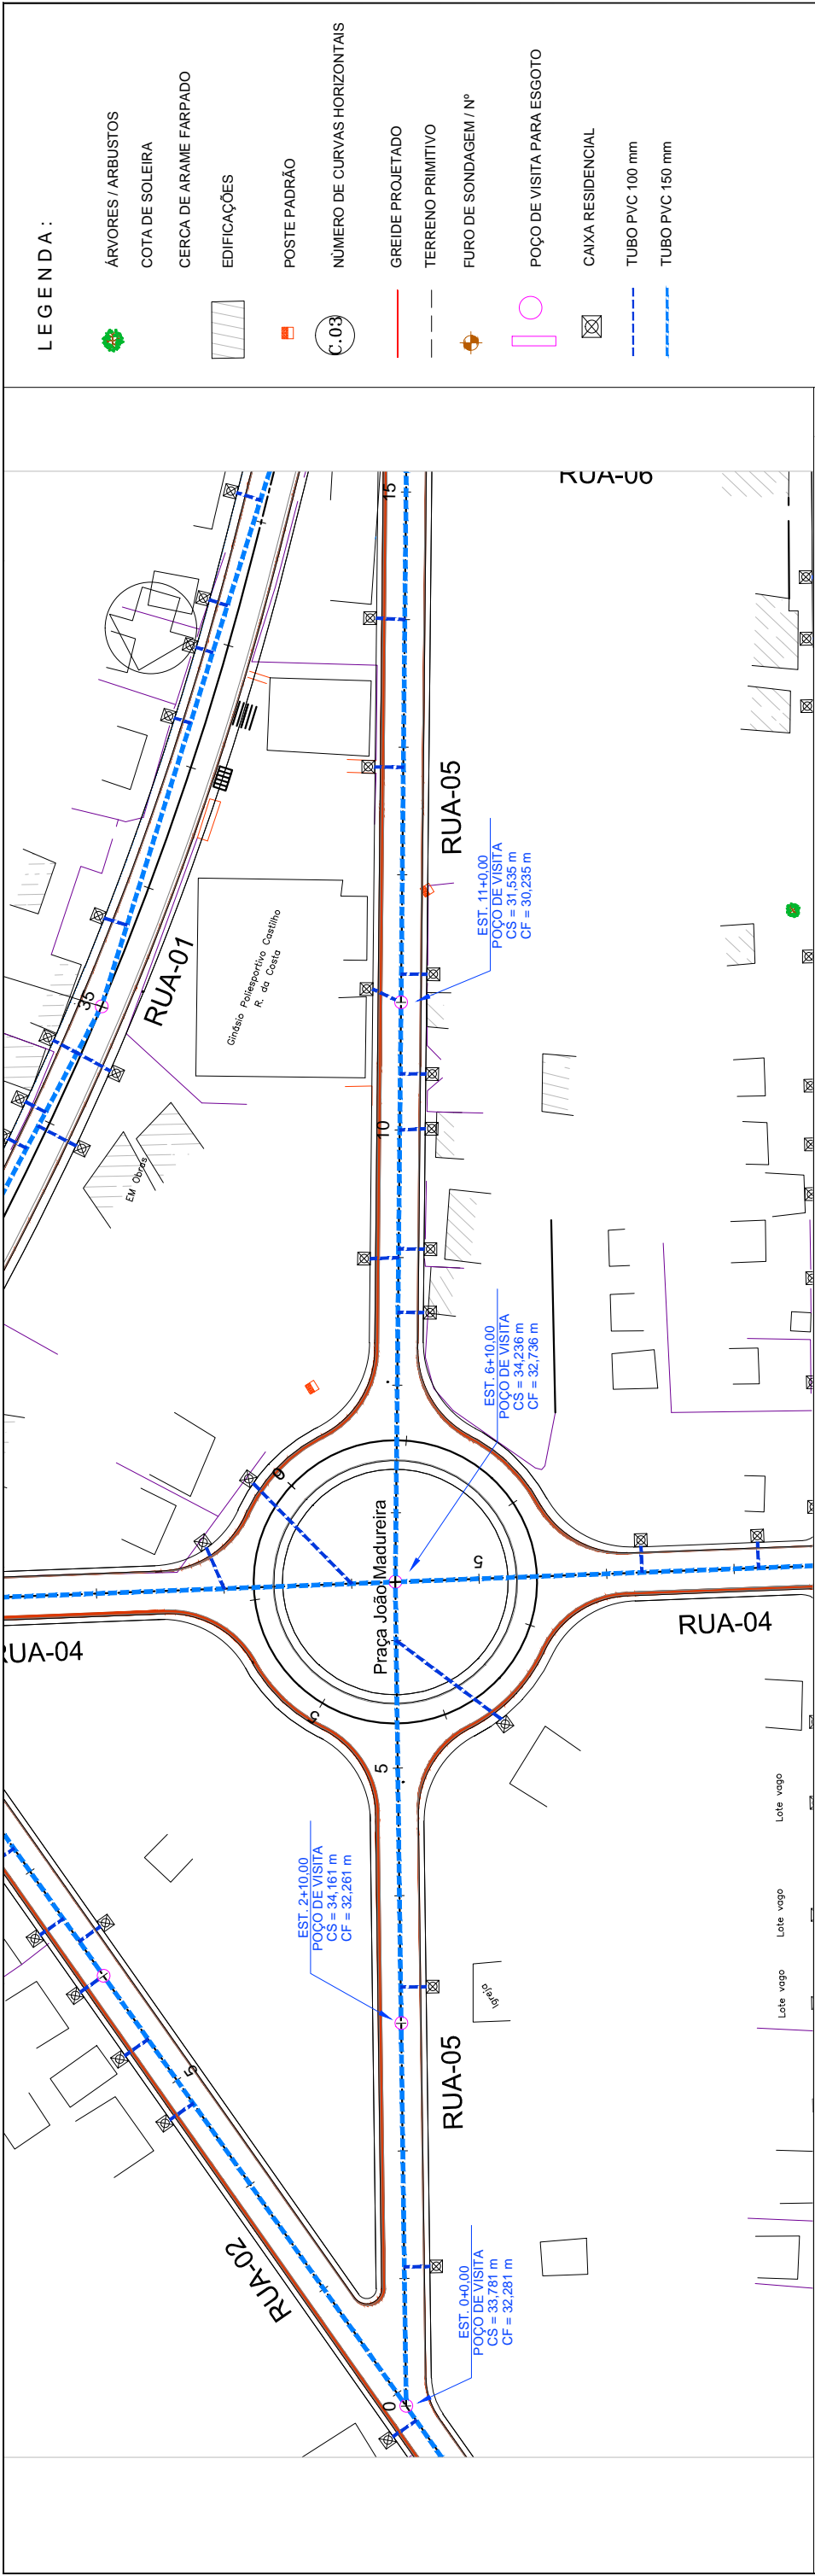 LEGENDA:
ÁRVORES / ARBUSTOS
COTA DE SOLEIRA
CERCA DE ARAME FARPADO
EDIFICAÇÕES
POSTE PADRÃO
C.03
NÚMERO DE CURVAS HORIZONTAIS
GREIDE PROJETADO
TERRENO PRIMITIVO
FURO DE SONDAGEM / Nº
POÇO DE VISITA PARA ESGOTO
CAIXA RESIDENCIAL
TUBO PVC 100 mm
TUBO PVC 150 mm
RUA-06
15
RUA-05
EST. 11+0,00
POÇO DE VISITA
CS = 31,535 m
CF = 30,235 m
35
RUA-01
Ginásio Poliesportivo Castilho
R. da Costa
EM Obras
10
EST. 6+10,00
POÇO DE VISITA
CS = 34,236 m
CF = 32,736 m
0
5
Praça João Madureira
RUA-04
RUA-04
5
5
EST. 2+10,00
POÇO DE VISITA
CS = 34,161 m
CF = 32,261 m
Lote vago
Lote vago
Lote vago
Igreja
RUA-05
5
RUA-02
EST. 0+0,00
POÇO DE VISITA
CS = 33,781 m
CF = 32,281 m
0